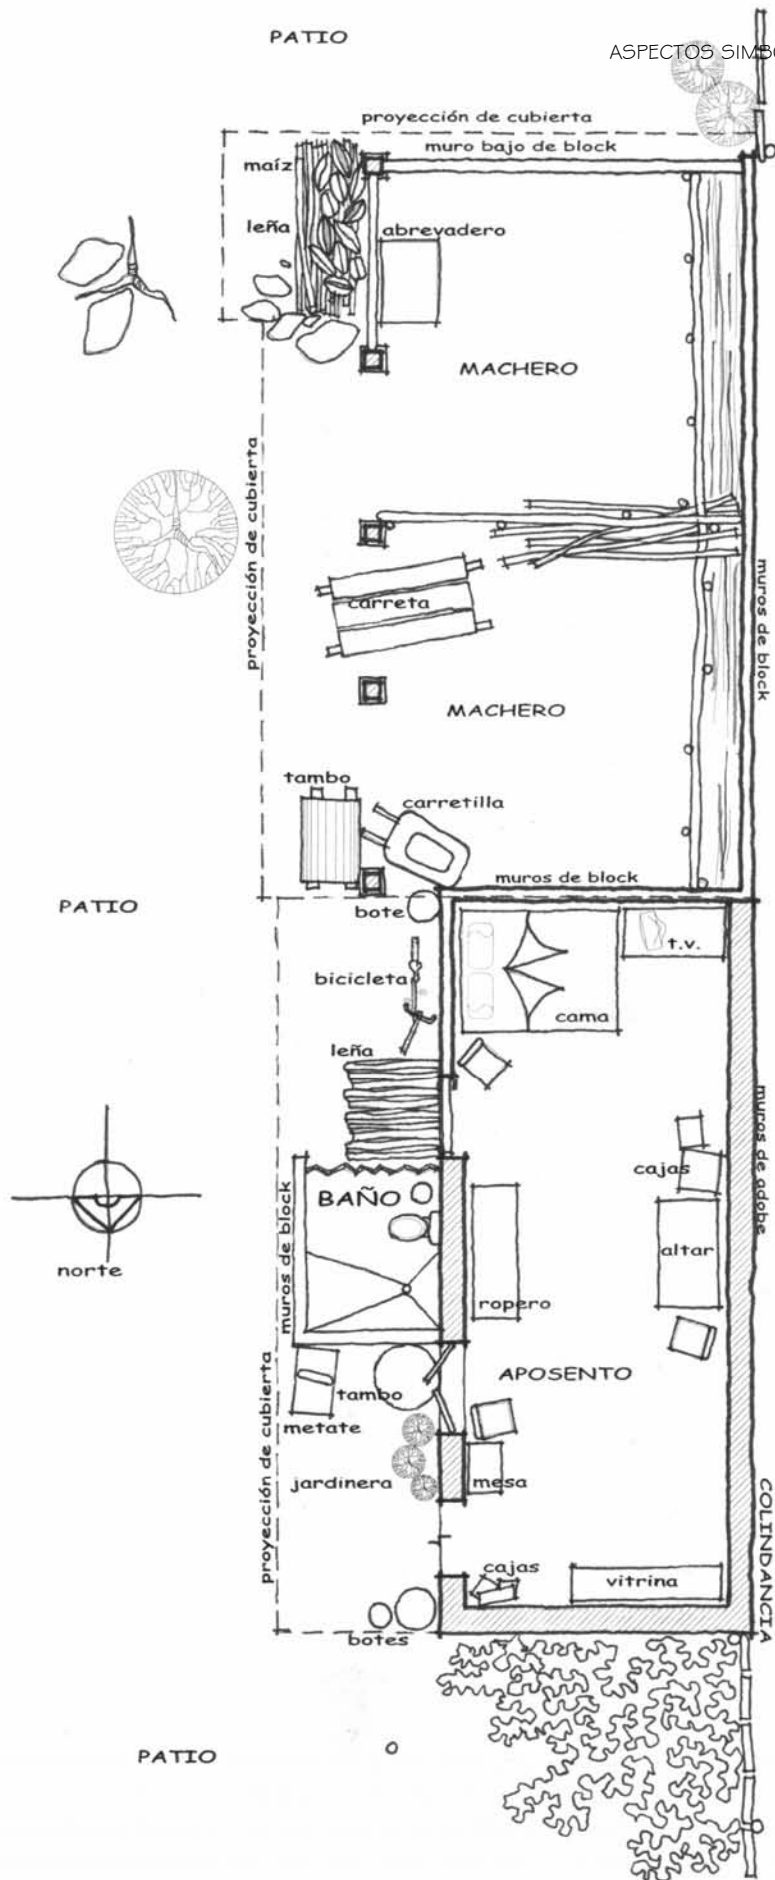 PATIO
ASPECTOS SIMBÓ
proyección de cubierta
muro bajo de block
maíz
leña
abrevadero
MACHERO
proyección de cubierta
carreta
muros de block
MACHERO
tambo
carretilla
muros de block
PATIO
bote
t.v.
bicicleta
cama
leña
muros de adobe
cajas
BAÑO
muros de block
altar
norte
ropero
APOSENTO
tambo
metate
proyección de cubierta
jardinera
mesa
COLINDANCIA
cajas
vitrina
botes
PATIO